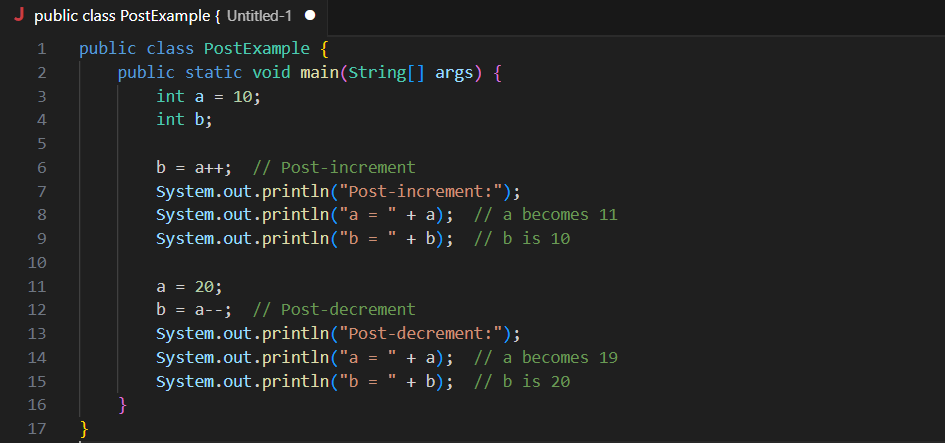 J public class PostExample { Untitled-1
1 public class PostExample {
2     public static void main(String[] args) {
3         int a = 10;
4         int b;
5
6         b = a++;  // Post-increment
7         System.out.println("Post-increment:");
8         System.out.println("a = " + a);  // a becomes 11
9         System.out.println("b = " + b);  // b is 10
10
11         a = 20;
12         b = a--;  // Post-decrement
13         System.out.println("Post-decrement:");
14         System.out.println("a = " + a);  // a becomes 19
15         System.out.println("b = " + b);  // b is 20
16     }
17 }